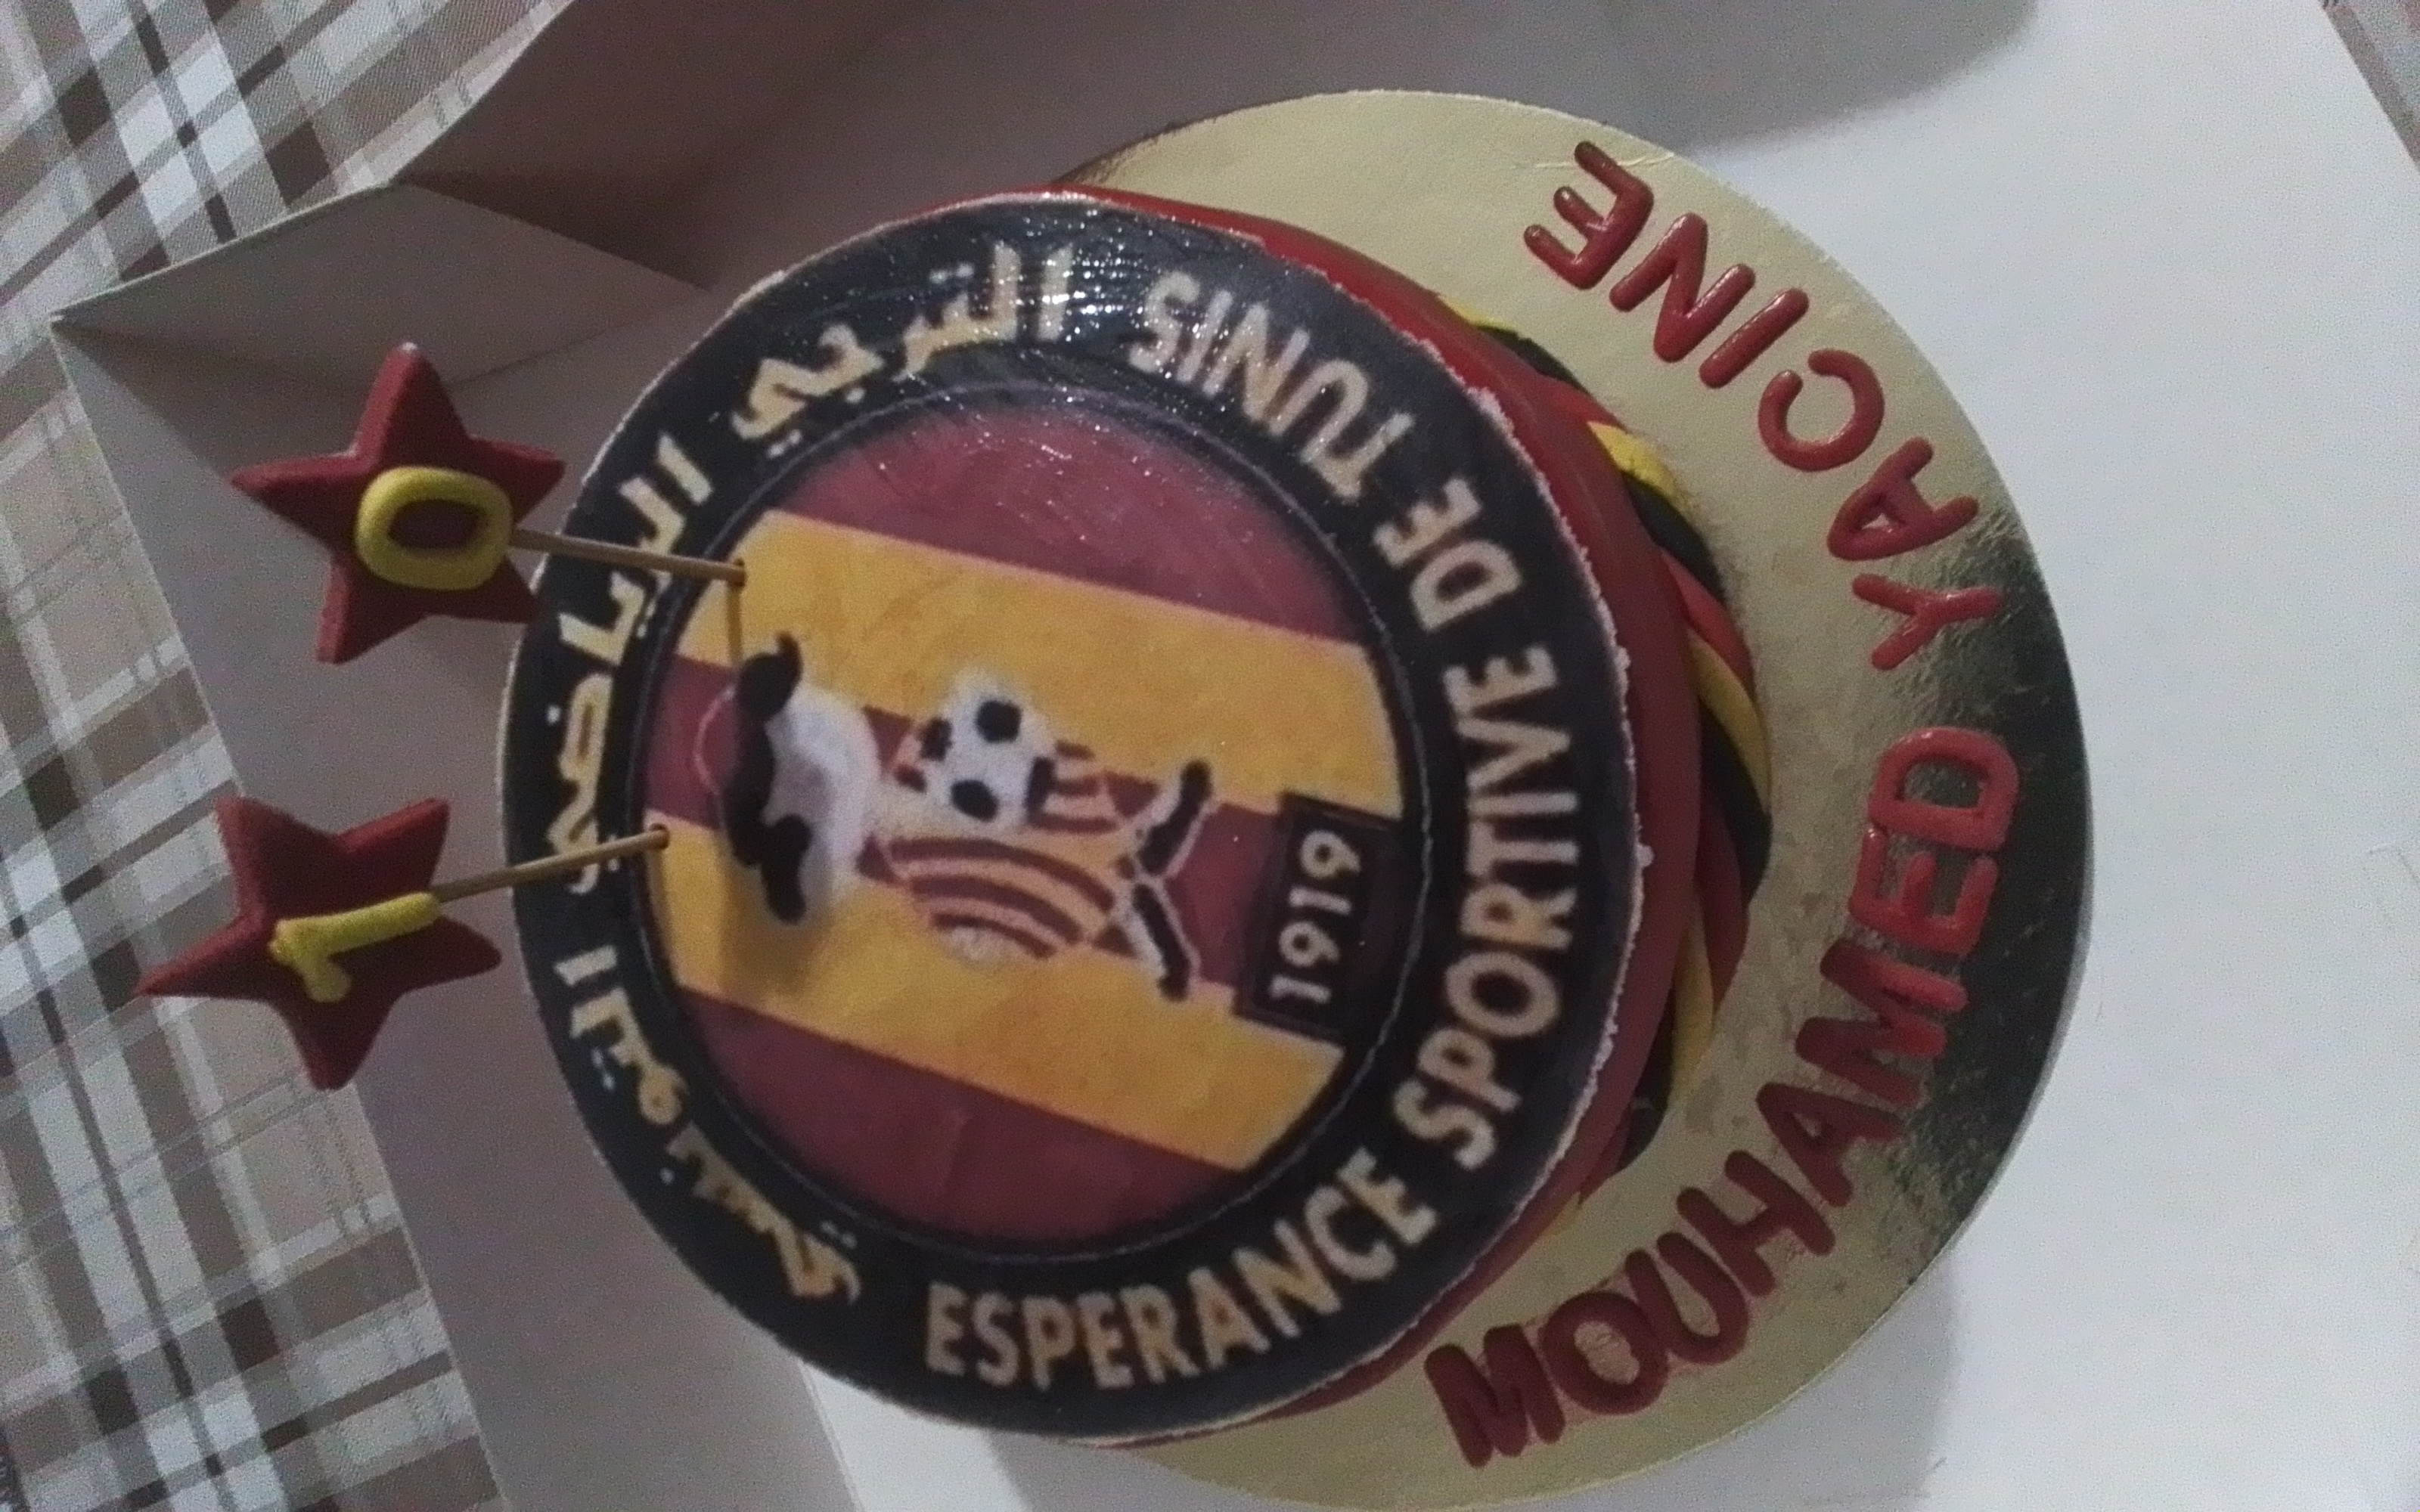 10
الترجي الرياضي التونسي
1919
ESPERANCE SPORTIVE DE TUNIS
MOUHAMED YACINE